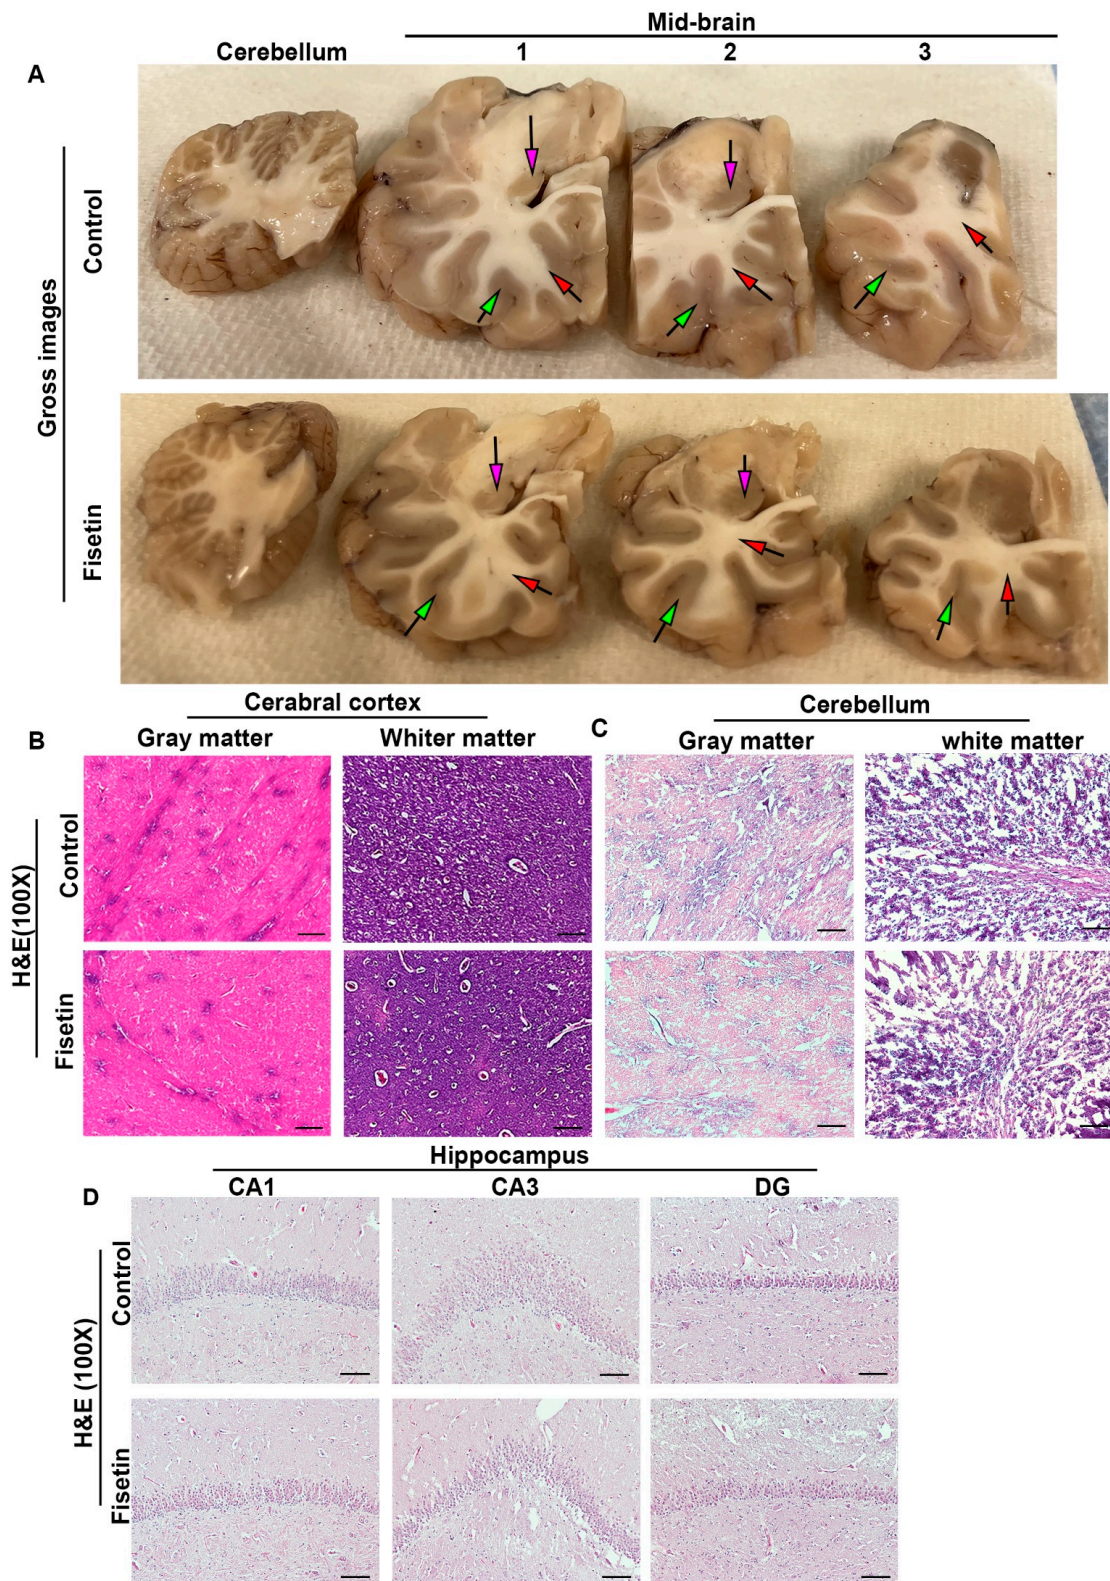 Mid-brain
Cerebellum 1 2 3
A
Gross images
Control
Fisetin
Cerabral cortex
B
Gray matter Whiter matter
C
Cerebellum
Gray matter white matter
H&E(100X)
Control
Fisetin
Hippocampus
D
CA1 CA3 DG
H&E (100X)
Control
Fisetin